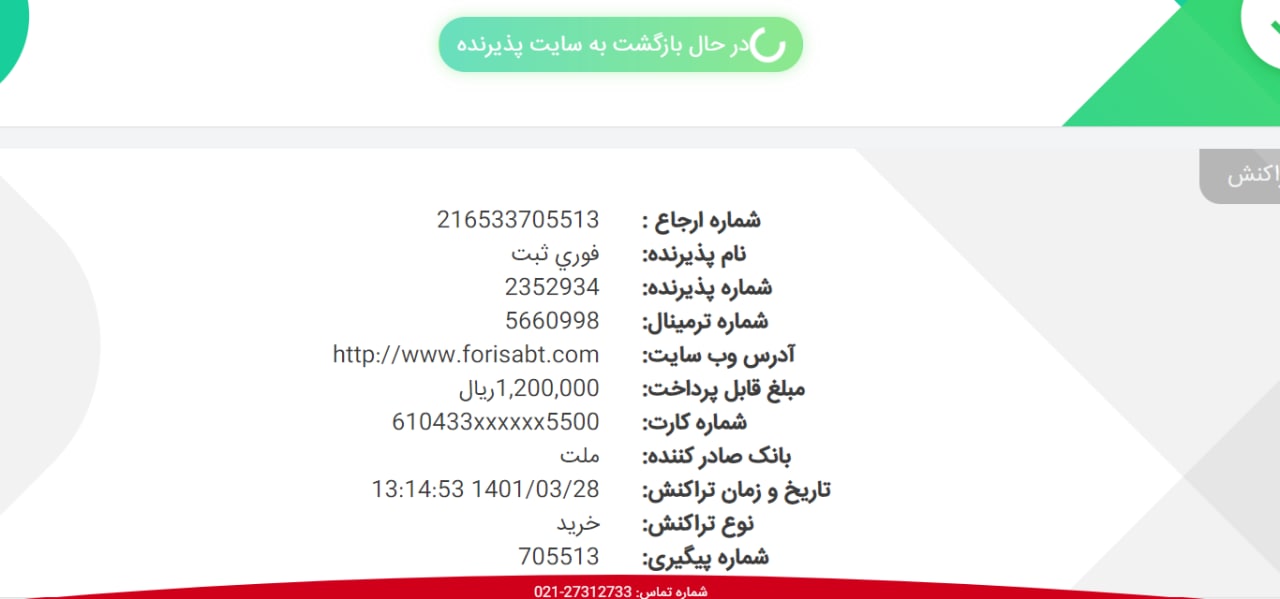 در حال بازگشت به سایت پذیرنده
شماره ارجاع : 216533705513
نام پذیرنده: فوري ثبت
شماره پذیرنده: 2352934
شماره ترمینال: 5660998
آدرس وب سایت: http://www.forisabt.com
مبلغ قابل پرداخت: 1,200,000ریال
شماره کارت: 610433xxxxxx5500
بانک صادر کننده: ملت
تاریخ و زمان تراکنش: 1401/03/28 13:14:53
نوع تراکنش: خرید
شماره پیگیری: 705513
شماره تماس: 27312733-021